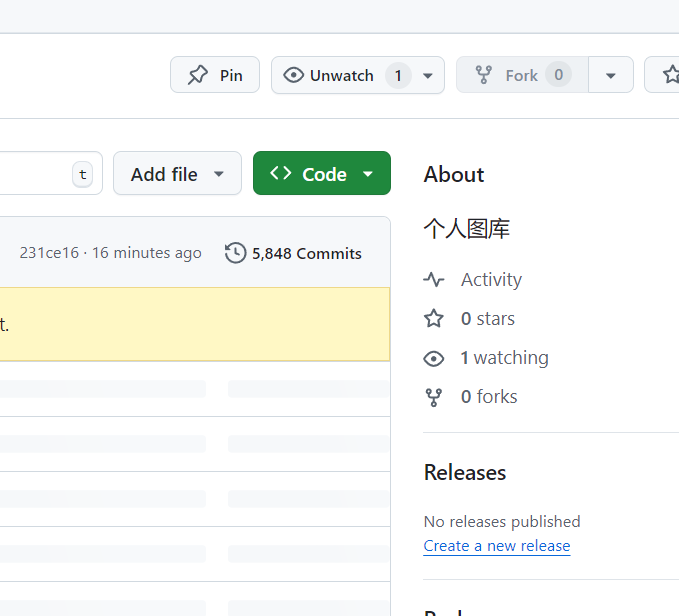 Pin
Unwatch 1
Fork 0
t
Add file
Code
About
个人图库
231ce16 · 16 minutes ago
5,848 Commits
Activity
t.
0 stars
1 watching
0 forks
Releases
No releases published
Create a new release